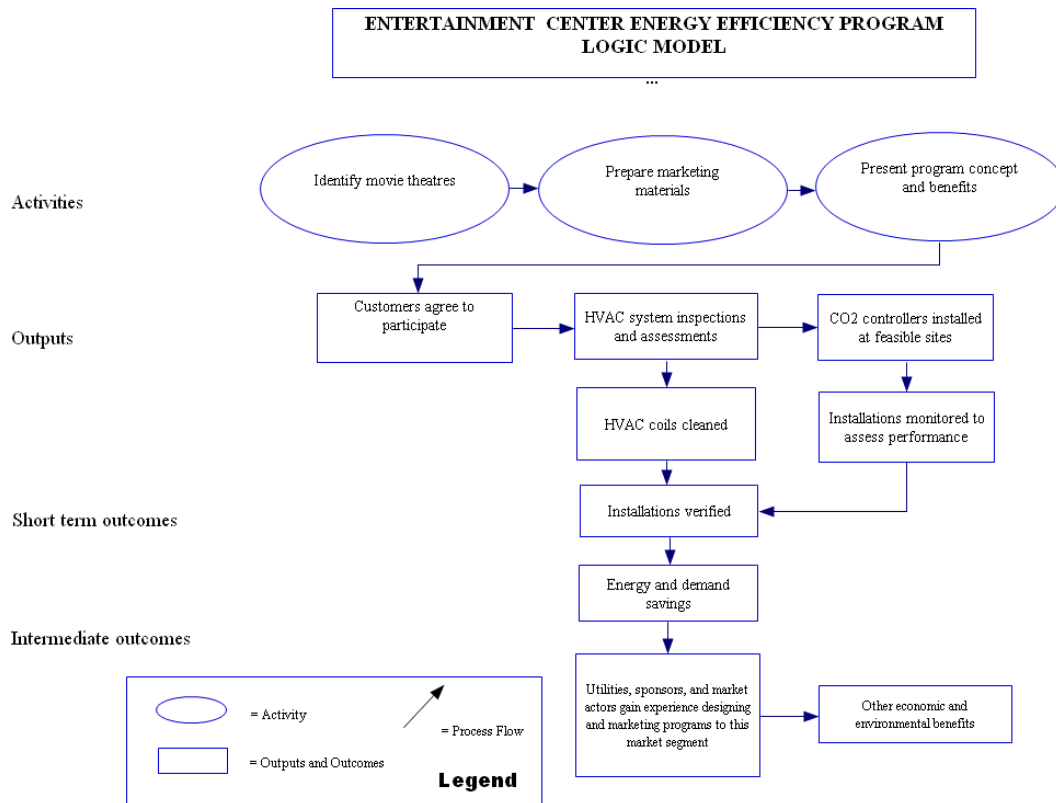 ENTERTAINMENT CENTER ENERGY EFFICIENCY PROGRAM
LOGIC MODEL
...
Activities
Identify movie theatres
Prepare marketing
materials
Present program concept
and benefits
Outputs
Customers agree to
participate
HVAC system inspections
and assessments
CO2 controllers installed
at feasible sites
HVAC coils cleaned
Installations monitored to
assess performance
Short term outcomes
Installations verified
Energy and demand
savings
Intermediate outcomes
Utilities, sponsors, and market
actors gain experience designing
and marketing programs to this
market segment
Other economic and
environmental benefits
= Activity
= Process Flow
= Outputs and Outcomes
Legend